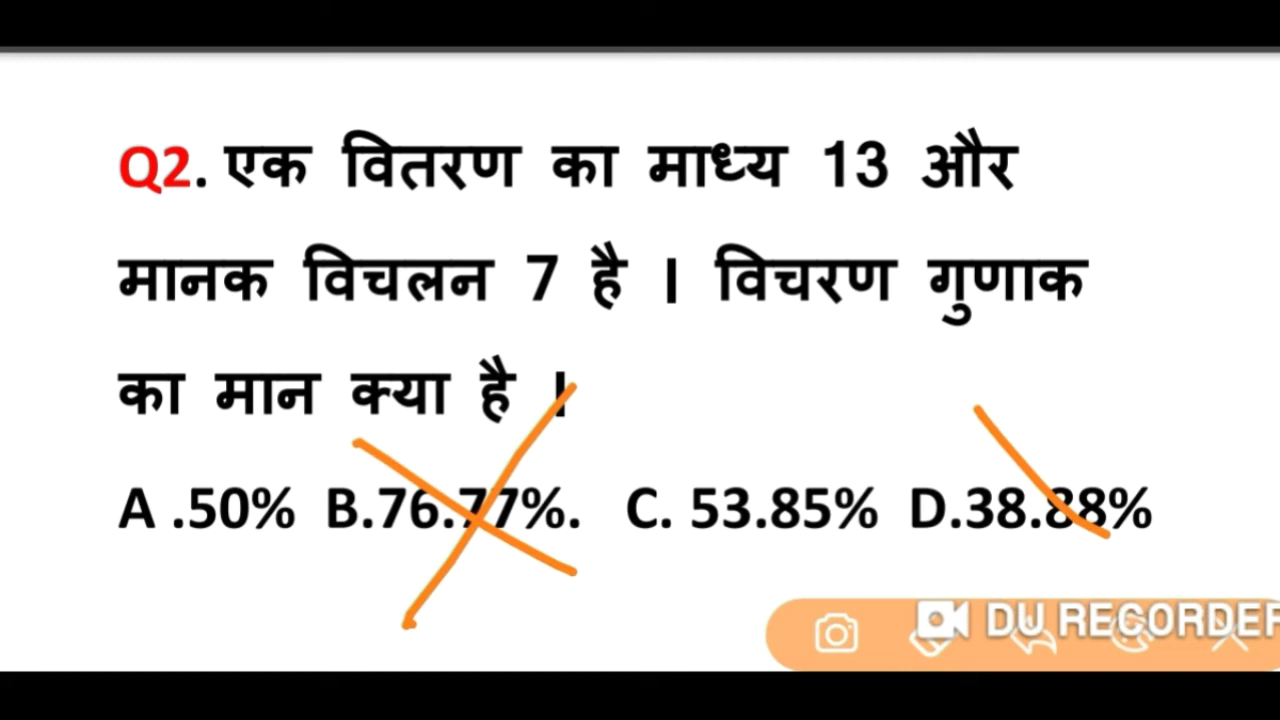 Q2. एक वितरण का माध्य 13 और
मानक विचलन 7 है । विचरण गुणाक
का मान क्या है ।
A .50% B.76.77%. C. 53.85% D.38.88%
DU RECORDER